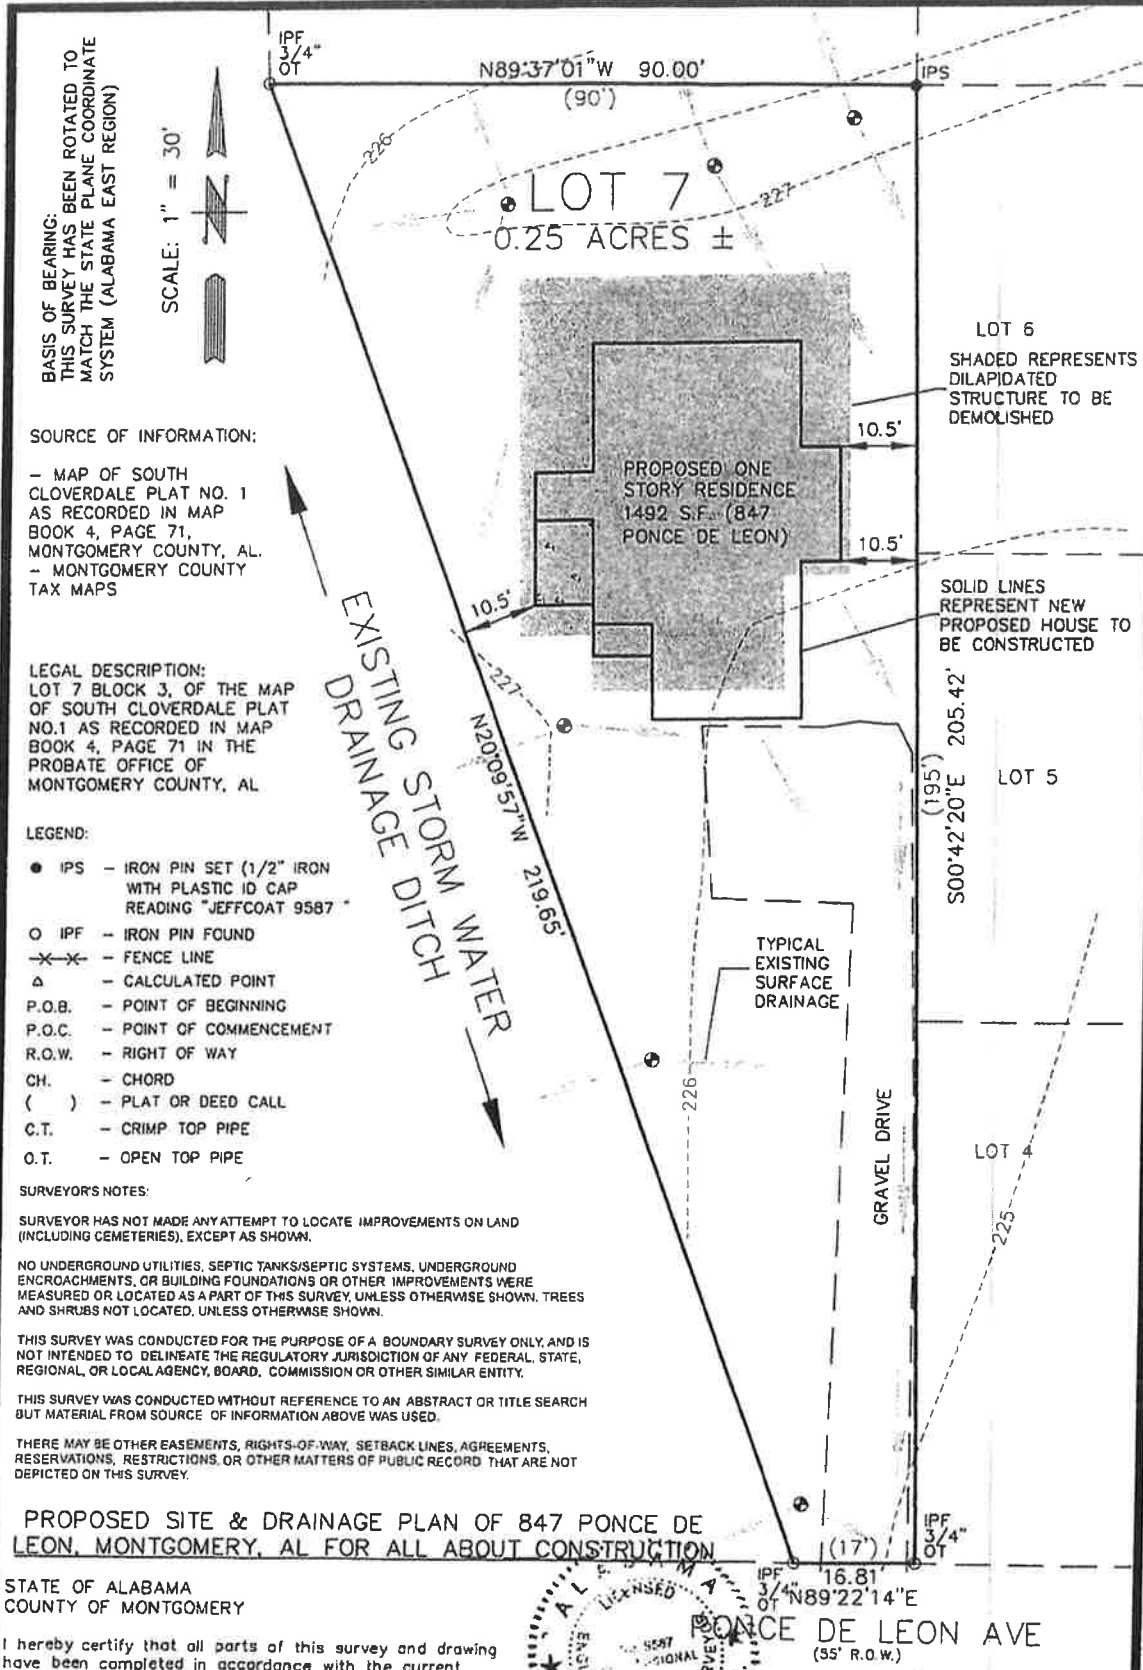 BASIS OF BEARING:
THIS SURVEY HAS BEEN ROTATED TO
MATCH THE STATE PLANE COORDINATE
SYSTEM (ALABAMA EAST REGION)
SCALE: 1" = 30'
N
IPF
3/4"
OT
N89°37'01"W 90.00'
(90')
IPS
226
227
LOT 7
0.25 ACRES ±
LOT 6
SHADED REPRESENTS
DILAPIDATED
STRUCTURE TO BE
DEMOLISHED
10.5'
PROPOSED ONE
STORY RESIDENCE
1492 S.F. (847
PONCE DE LEON)
10.5'
SOLID LINES
REPRESENT NEW
PROPOSED HOUSE TO
BE CONSTRUCTED
10.5'
SOURCE OF INFORMATION:
- MAP OF SOUTH
CLOVERDALE PLAT NO. 1
AS RECORDED IN MAP
BOOK 4, PAGE 71,
MONTGOMERY COUNTY, AL.
- MONTGOMERY COUNTY
TAX MAPS
LEGAL DESCRIPTION:
LOT 7 BLOCK 3, OF THE MAP
OF SOUTH CLOVERDALE PLAT
NO.1 AS RECORDED IN MAP
BOOK 4, PAGE 71 IN THE
PROBATE OFFICE OF
MONTGOMERY COUNTY, AL
EXISTING STORM WATER
DRAINAGE DITCH
227
N20°09'57"W 219.65'
(195')
S00°42'20"E 205.42'
LOT 5
TYPICAL
EXISTING
SURFACE
DRAINAGE
226
GRAVEL DRIVE
LOT 4
225
LEGEND:
● IPS - IRON PIN SET (1/2" IRON
WITH PLASTIC ID CAP
READING "JEFFCOAT 9587 "
O IPF - IRON PIN FOUND
-X-X- - FENCE LINE
Δ - CALCULATED POINT
P.O.B. - POINT OF BEGINNING
P.O.C. - POINT OF COMMENCEMENT
R.O.W. - RIGHT OF WAY
CH. - CHORD
( ) - PLAT OR DEED CALL
C.T. - CRIMP TOP PIPE
O.T. - OPEN TOP PIPE
SURVEYOR'S NOTES:
SURVEYOR HAS NOT MADE ANY ATTEMPT TO LOCATE IMPROVEMENTS ON LAND
(INCLUDING CEMETERIES), EXCEPT AS SHOWN.
NO UNDERGROUND UTILITIES, SEPTIC TANKS/SEPTIC SYSTEMS, UNDERGROUND
ENCROACHMENTS, OR BUILDING FOUNDATIONS OR OTHER IMPROVEMENTS WERE
MEASURED OR LOCATED AS A PART OF THIS SURVEY, UNLESS OTHERWISE SHOWN. TREES
AND SHRUBS NOT LOCATED, UNLESS OTHERWISE SHOWN.
THIS SURVEY WAS CONDUCTED FOR THE PURPOSE OF A BOUNDARY SURVEY ONLY, AND IS
NOT INTENDED TO DELINEATE THE REGULATORY JURISDICTION OF ANY FEDERAL, STATE,
REGIONAL, OR LOCAL AGENCY, BOARD, COMMISSION OR OTHER SIMILAR ENTITY.
THIS SURVEY WAS CONDUCTED WITHOUT REFERENCE TO AN ABSTRACT OR TITLE SEARCH
BUT MATERIAL FROM SOURCE OF INFORMATION ABOVE WAS USED.
THERE MAY BE OTHER EASEMENTS, RIGHTS-OF-WAY, SETBACK LINES, AGREEMENTS,
RESERVATIONS, RESTRICTIONS, OR OTHER MATTERS OF PUBLIC RECORD THAT ARE NOT
DEPICTED ON THIS SURVEY.
PROPOSED SITE & DRAINAGE PLAN OF 847 PONCE DE
LEON, MONTGOMERY, AL FOR ALL ABOUT CONSTRUCTION
STATE OF ALABAMA
COUNTY OF MONTGOMERY
I hereby certify that all parts of this survey and drawing
have been completed in accordance with the current
LICENSED
9587
IPF
3/4"
OT
(17')
16.81'
N89°22'14"E
IPF
3/4"
OT
PONCE DE LEON AVE
(55' R.O.W.)